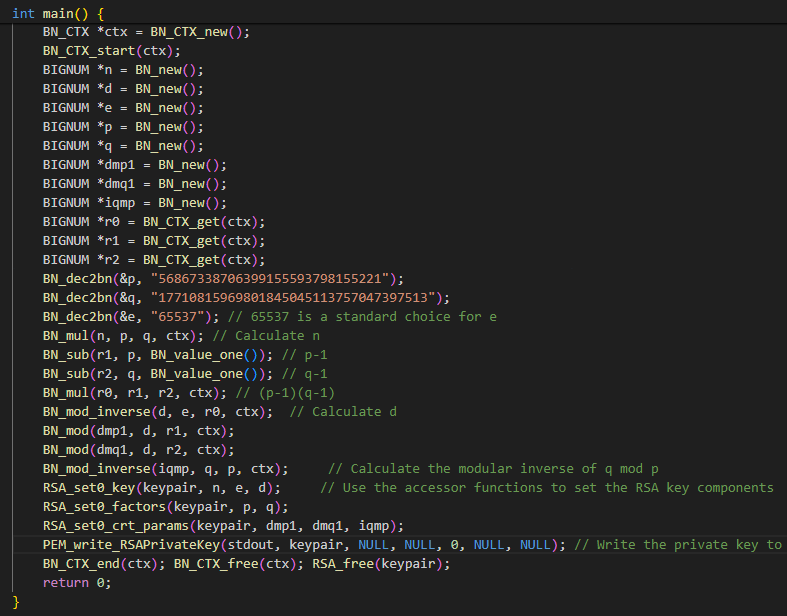 int main() {
BN_CTX *ctx = BN_CTX_new();
BN_CTX_start(ctx);
BIGNUM *n = BN_new();
BIGNUM *d = BN_new();
BIGNUM *e = BN_new();
BIGNUM *p = BN_new();
BIGNUM *q = BN_new();
BIGNUM *dmp1 = BN_new();
BIGNUM *dmq1 = BN_new();
BIGNUM *iqmp = BN_new();
BIGNUM *r0 = BN_CTX_get(ctx);
BIGNUM *r1 = BN_CTX_get(ctx);
BIGNUM *r2 = BN_CTX_get(ctx);
BN_dec2bn(&p, "56867338706399155593798155221");
BN_dec2bn(&q, "1771081596980184504511375704739​7513");
BN_dec2bn(&e, "65537"); // 65537 is a standard choice for e
BN_mul(n, p, q, ctx); // Calculate n
BN_sub(r1, p, BN_value_one()); // p-1
BN_sub(r2, q, BN_value_one()); // q-1
BN_mul(r0, r1, r2, ctx); // (p-1)(q-1)
BN_mod_inverse(d, e, r0, ctx);  // Calculate d
BN_mod(dmp1, d, r1, ctx);
BN_mod(dmq1, d, r2, ctx);
BN_mod_inverse(iqmp, q, p, ctx);     // Calculate the modular inverse of q mod p
RSA_set0_key(keypair, n, e, d);     // Use the accessor functions to set the RSA key components
RSA_set0_factors(keypair, p, q);
RSA_set0_crt_params(keypair, dmp1, dmq1, iqmp);
PEM_write_RSAPrivateKey(stdout, keypair, NULL, NULL, 0, NULL, NULL); // Write the private key to
BN_CTX_end(ctx); BN_CTX_free(ctx); RSA_free(keypair);
return 0;
}